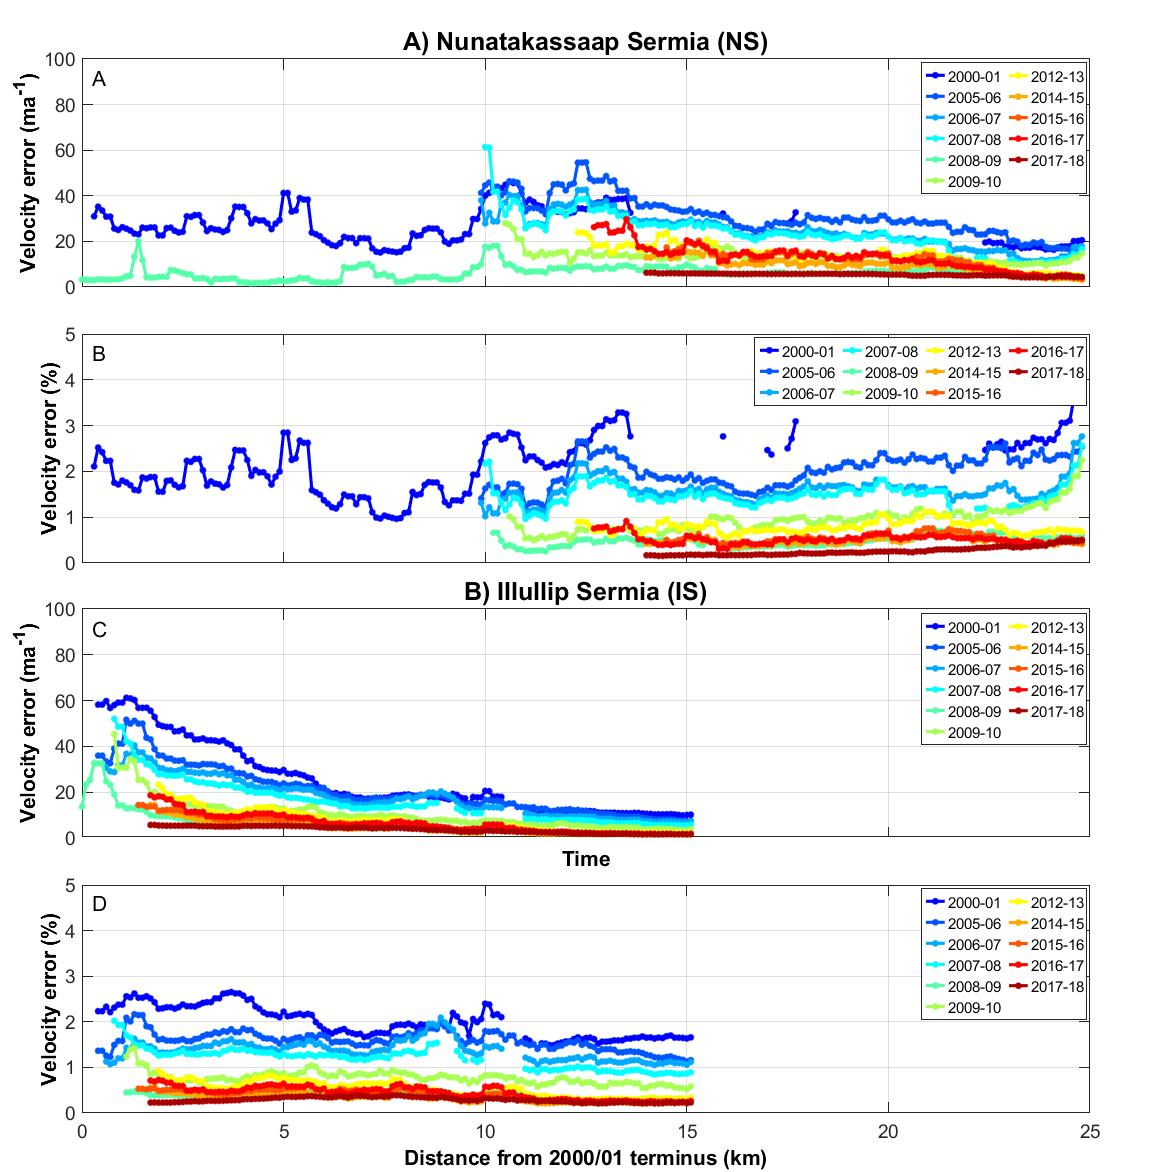 A) Nunatakassaap Sermia (NS)
A
Velocity error (ma⁻¹)
100
80
60
40
20
0
2000-01 2012-13
2005-06 2014-15
2006-07 2015-16
2007-08 2016-17
2008-09 2017-18
2009-10
B
Velocity error (%)
5
4
3
2
1
0
2000-01 2007-08 2012-13 2016-17
2005-06 2008-09 2014-15 2017-18
2006-07 2009-10 2015-16
B) Illullip Sermia (IS)
C
Velocity error (ma⁻¹)
100
80
60
40
20
0
2000-01 2012-13
2005-06 2014-15
2006-07 2015-16
2007-08 2016-17
2008-09 2017-18
2009-10
Time
D
Velocity error (%)
5
4
3
2
1
0
2000-01 2012-13
2005-06 2014-15
2006-07 2015-16
2007-08 2016-17
2008-09 2017-18
2009-10
0 5 10 15 20 25
Distance from 2000/01 terminus (km)